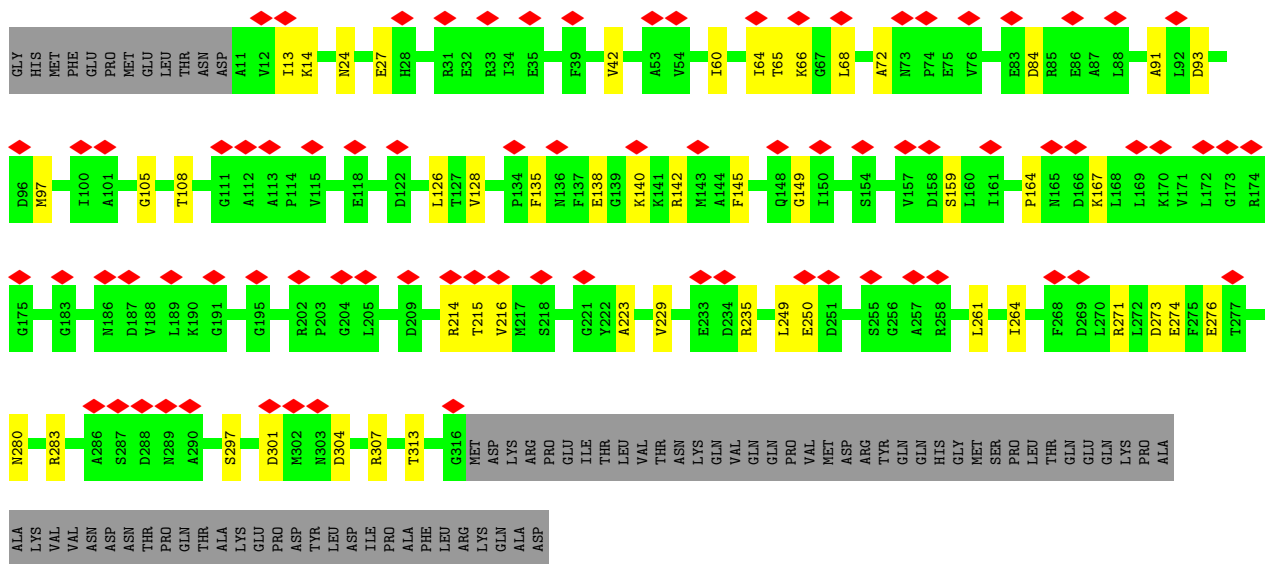 GLY HIS MET PHE GLU PRO MET GLU LEU THR ASN ASP A11 V12 I13 K14 N24 E27 H28 R31 E32 R33 I34 E35 F39 V42 A53 V54 I60 I64 T65 K66 G67 L68 A72 N73 P74 E75 V76 E83 D84 R85 E86 A87 L88 A91 L92 D93
D96 M97 I100 A101 G105 T108 G111 A112 A113 P114 V115 E118 D122 L126 T127 V128 P134 F135 N136 F137 E138 G139 K140 K141 R142 M143 A144 F145 Q148 G149 I150 S154 V157 D158 S159 L160 I161 P164 N165 D166 K167 L168 L169 K170 V171 L172 G173 R174
G175 G183 N186 D187 V188 L189 K190 G191 G195 R202 P203 G204 L205 D209 R214 T215 V216 M217 S218 G221 Y222 A223 V229 E233 D234 R235 L249 E250 D251 S255 G256 A257 R258 L261 I264 F268 D269 L270 R271 L272 D273 E274 F275 E276 T277
N280 R283 A286 S287 D288 N289 A290 S297 D301 M302 N303 D304 R307 T313 G316 MET ASP LYS ARG PRO GLU ILE THR LEU VAL THR ASN LYS GLN VAL GLN GLN PRO VAL MET ASP ARG TYR GLN GLN HIS GLY MET SER PRO LEU THR GLN GLU GLN LYS PRO ALA
ALA LYS VAL VAL ASN ASP ASN THR PRO GLN THR ALA LYS GLU PRO ASP TYR LEU ASP ILE PRO ALA PHE LEU ARG LYS GLN ALA ASP